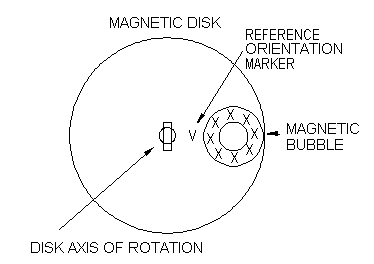 MAGNETIC DISK
REFERENCE
ORIENTATION
MARKER
V
X X X X X X X X
MAGNETIC
BUBBLE
DISK AXIS OF ROTATION